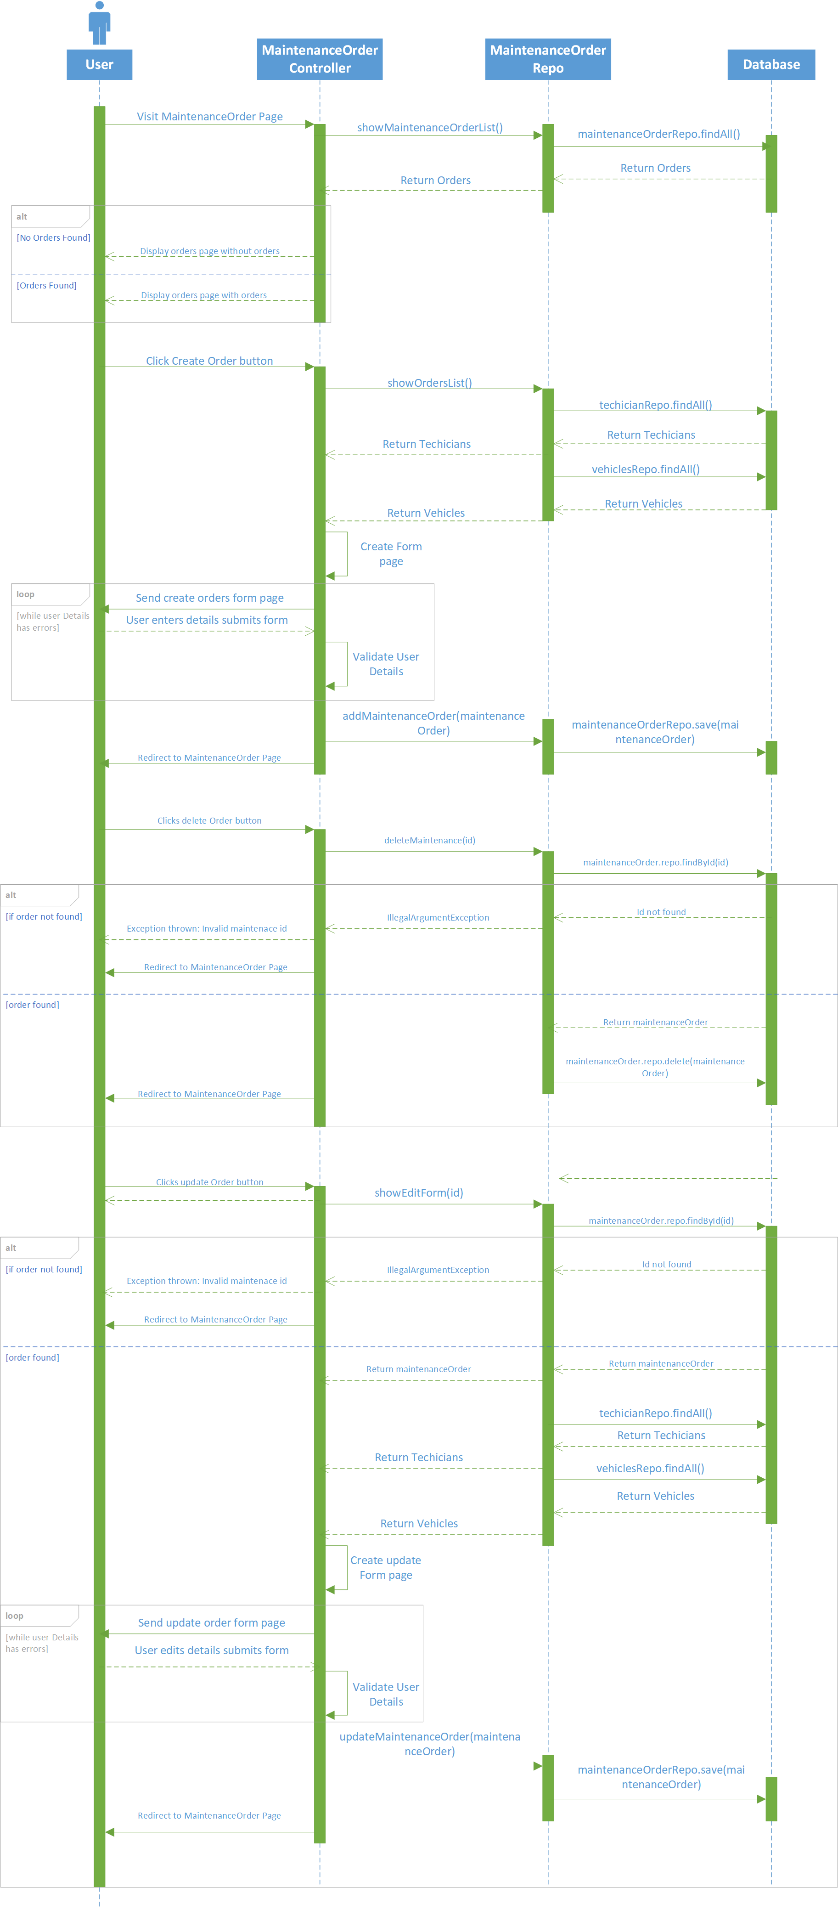 User
MaintenanceOrder
Controller
MaintenanceOrder
Repo
Database
Visit MaintenanceOrder Page
showMaintenanceOrderList()
maintenanceOrderRepo.findAll()
Return Orders
Return Orders
alt
[No Orders Found]
Display orders page without orders
[Orders Found]
Display orders page with orders
Click Create Order button
showOrdersList()
techicianRepo.findAll()
Return Techicians
Return Techicians
vehiclesRepo.findAll()
Return Vehicles
Return Vehicles
Create Form
page
loop
[while user Details
has errors]
Send create orders form page
User enters details submits form
Validate User
Details
addMaintenanceOrder(maintenance
Order)
maintenanceOrderRepo.save(mai
ntenanceOrder)
Redirect to MaintenanceOrder Page
Clicks delete Order button
deleteMaintenance(id)
maintenanceOrder.repo.findById(id)
alt
[if order not found]
Id not found
IllegalArgumentException
Exception thrown: Invalid maintenace id
Redirect to MaintenanceOrder Page
[order found]
Return maintenanceOrder
maintenanceOrder.repo.delete(maintenance
Order)
Redirect to MaintenanceOrder Page
Clicks update Order button
showEditForm(id)
maintenanceOrder.repo.findById(id)
alt
[if order not found]
Id not found
IllegalArgumentException
Exception thrown: Invalid maintenace id
Redirect to MaintenanceOrder Page
[order found]
Return maintenanceOrder
Return maintenanceOrder
techicianRepo.findAll()
Return Techicians
Return Techicians
vehiclesRepo.findAll()
Return Vehicles
Return Vehicles
Create update
Form page
loop
[while user Details
has errors]
Send update order form page
User edits details submits form
Validate User
Details
updateMaintenanceOrder(maintena
nceOrder)
maintenanceOrderRepo.save(mai
ntenanceOrder)
Redirect to MaintenanceOrder Page